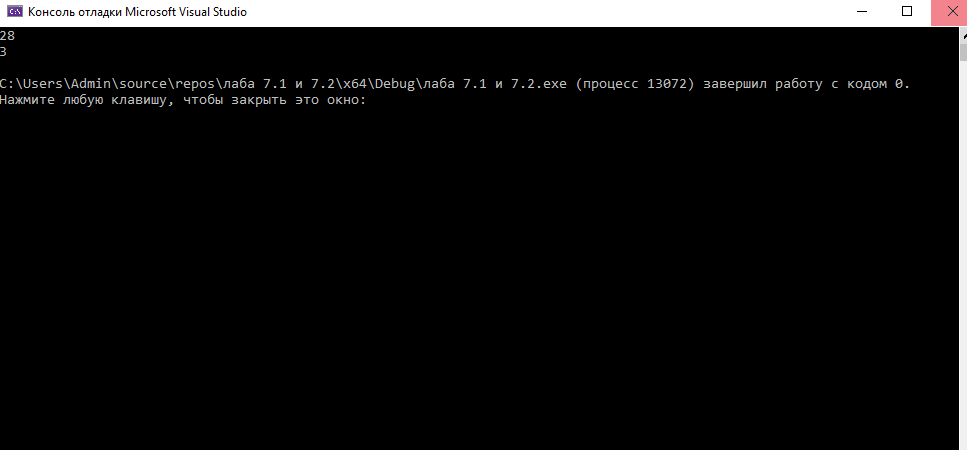 Консоль отладки Microsoft Visual Studio
28
3
C:\Users\Admin\source\repos\лаба 7.1 и 7.2\x64\Debug\лаба 7.1 и 7.2.exe (процесс 13072) завершил работу с кодом 0.
Нажмите любую клавишу, чтобы закрыть это окно: